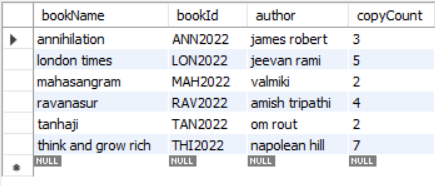 bookName bookId author copyCount
annihilation ANN2022 james robert 3
london times LON2022 jeevan rami 5
mahasangram MAH2022 valmiki 2
ravanasur RAV2022 amish tripathi 4
tanhaji TAN2022 om rout 2
think and grow rich THI2022 napolean hill 7
NULL NULL NULL NULL